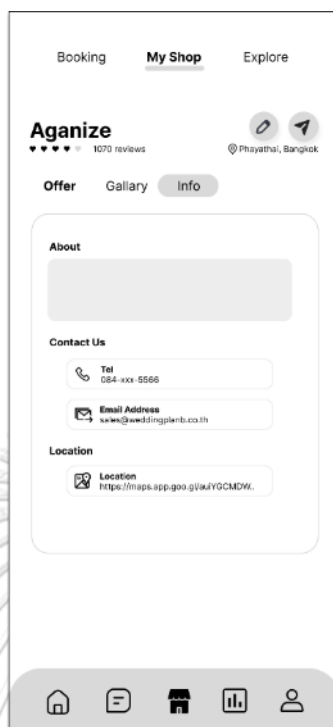 Booking My Shop Explore
Aganize
1070 reviews
Phayathai, Bangkok
Offer Gallary Info
About
Contact Us
Tel
084-xxx-5566
Email Address
sales@weddingplanb.co.th
Location
Location
https://maps.app.goo.gl/auiYGCMDW..